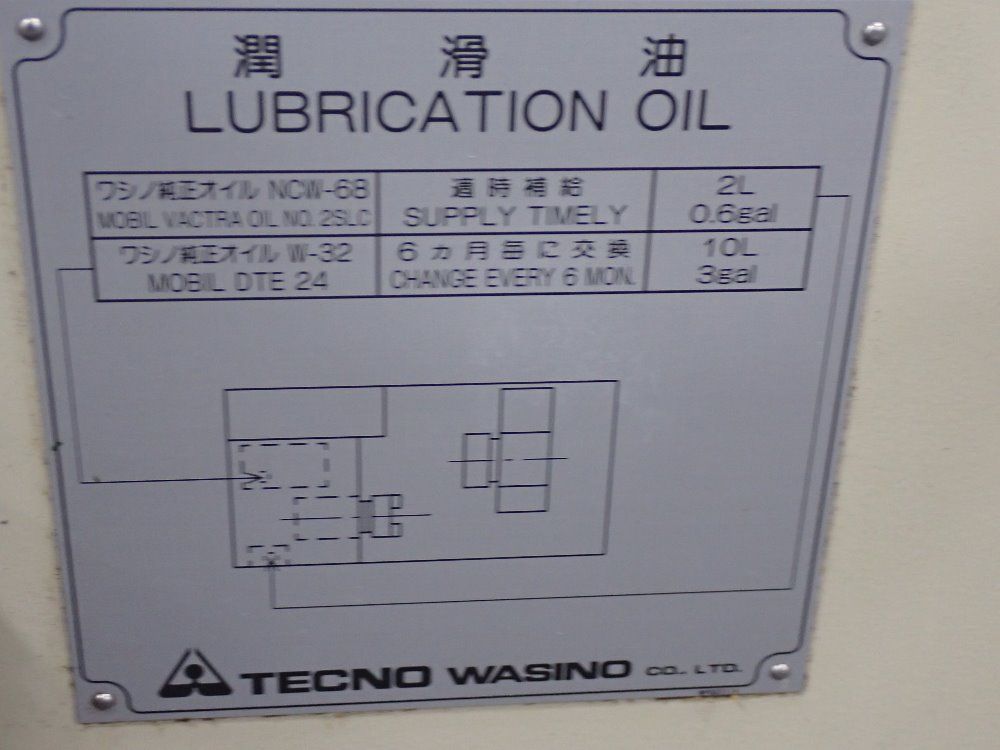 潤滑油
LUBRICATION OIL
ワシノ純正オイル NCW-68 適時補給 2L
MOBIL VACTRA OIL NO. 2SLC SUPPLY TIMELY 0.6gal
ワシノ純正オイル W-32 6カ月毎に交換 10L
MOBIL DTE 24 CHANGE EVERY 6 MON. 3gal
TECNO WASINO CO., LTD.